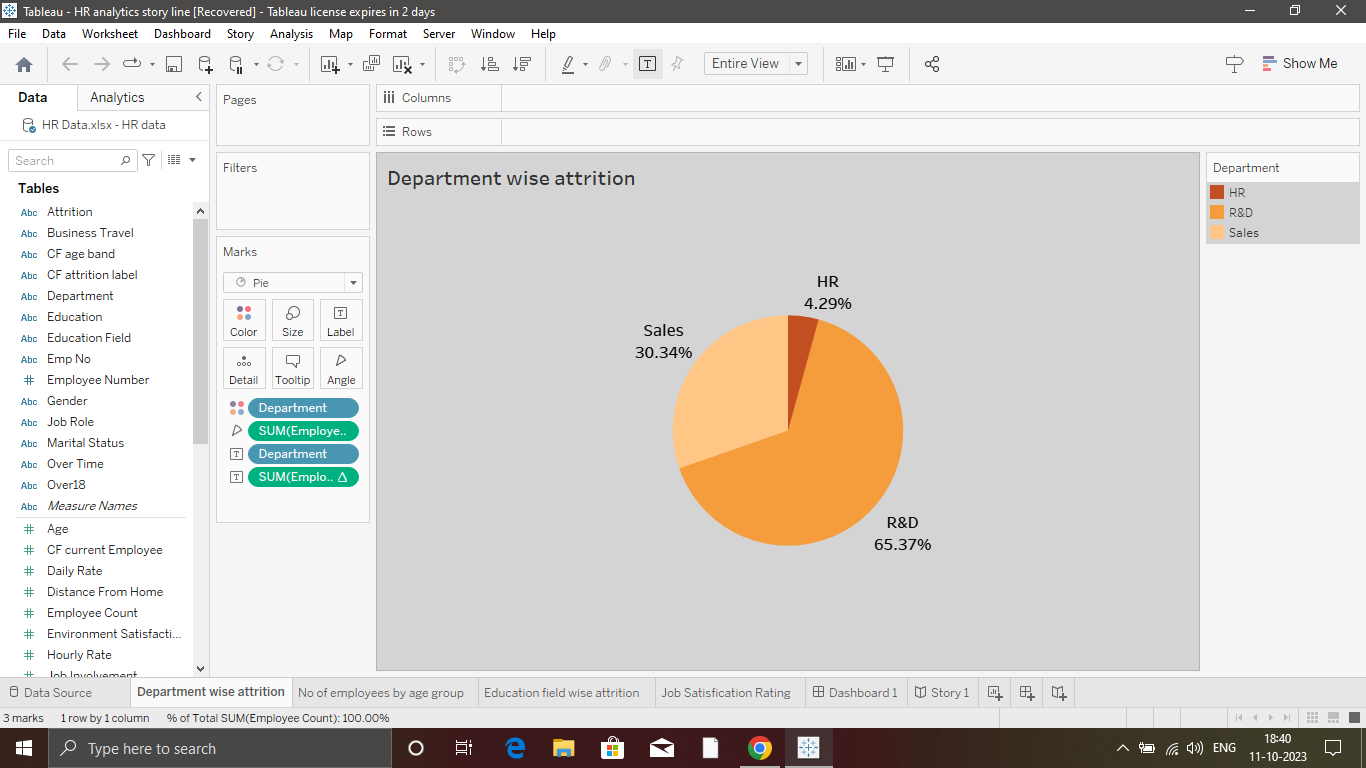 Tableau - HR analytics story line [Recovered] - Tableau license expires in 2 days
File Data Worksheet Dashboard Story Analysis Map Format Server Window Help
Entire View
Show Me
Data Analytics
HR Data.xlsx - HR data
Search
Tables
Abc Attrition
Abc Business Travel
Abc CF age band
Abc CF attrition label
Abc Department
Abc Education
Abc Education Field
Abc Emp No
# Employee Number
Abc Gender
Abc Job Role
Abc Marital Status
Abc Over Time
Abc Over18
Abc Measure Names
# Age
# CF current Employee
# Daily Rate
# Distance From Home
# Employee Count
# Environment Satisfacti...
# Hourly Rate
# Job Involvement
Pages
Filters
Marks
Pie
Color Size Label
Detail Tooltip Angle
Department
SUM(Employe..
Department
SUM(Emplo.. Δ
Columns
Rows
Department wise attrition
HR
4.29%
Sales
30.34%
R&D
65.37%
Department
HR
R&D
Sales
Data Source Department wise attrition No of employees by age group Education field wise attrition Job Satisfication Rating Dashboard 1 Story 1
3 marks 1 row by 1 column % of Total SUM(Employee Count): 100.00%
Type here to search
ENG
18:40
11-10-2023